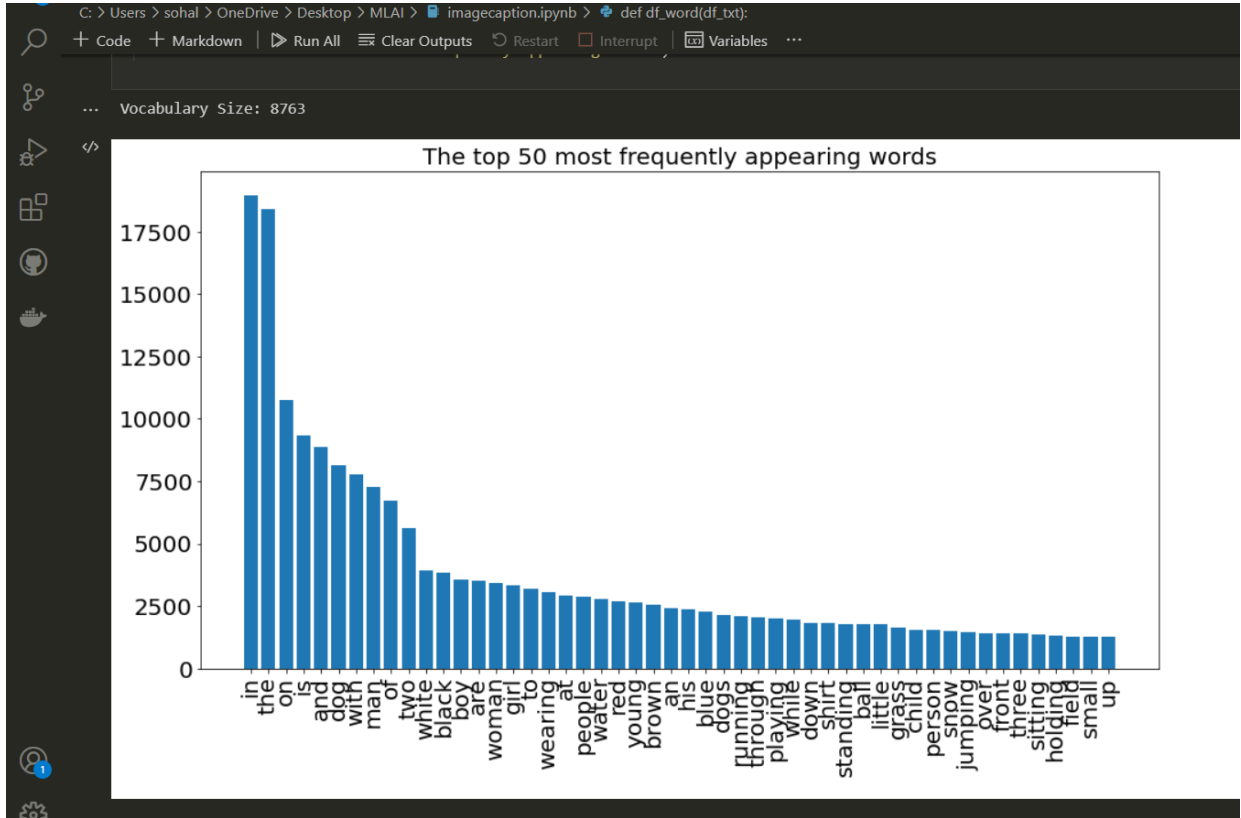 C: > Users > sohal > OneDrive > Desktop > MLAI > imagecaption.ipynb > def df_word(df_txt):
+ Code + Markdown | Run All Clear Outputs Restart Interrupt | Variables ...
... Vocabulary Size: 8763
The top 50 most frequently appearing words
17500
15000
12500
10000
7500
5000
2500
0
in
the
on
is
and
dog
with
man
of
two
white
black
boy
are
woman
girl
to
wearing
at
people
water
red
young
brown
an
his
blue
dogs
running
through
playing
while
down
shirt
standing
ball
little
grass
child
person
snow
jumping
over
front
three
sitting
holding
field
small
up
1